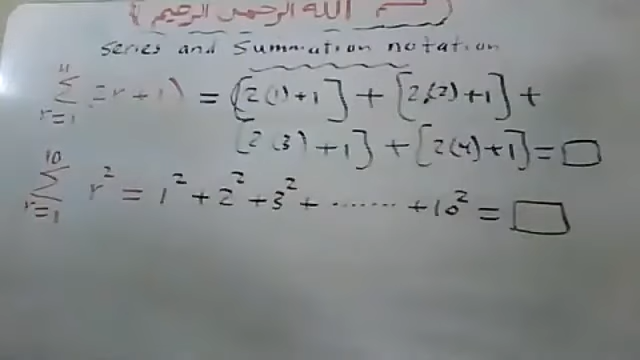 { بسم الله الرحمن الرحيم }
series and Summation notation
∑ r=1 (2r+1) = [2(1)+1] + [2(2)+1] +
[2(3)+1] + [2(4)+1] = □
10 ∑ r=1 r² = 1² + 2² + 3² + ........ + 10² = □